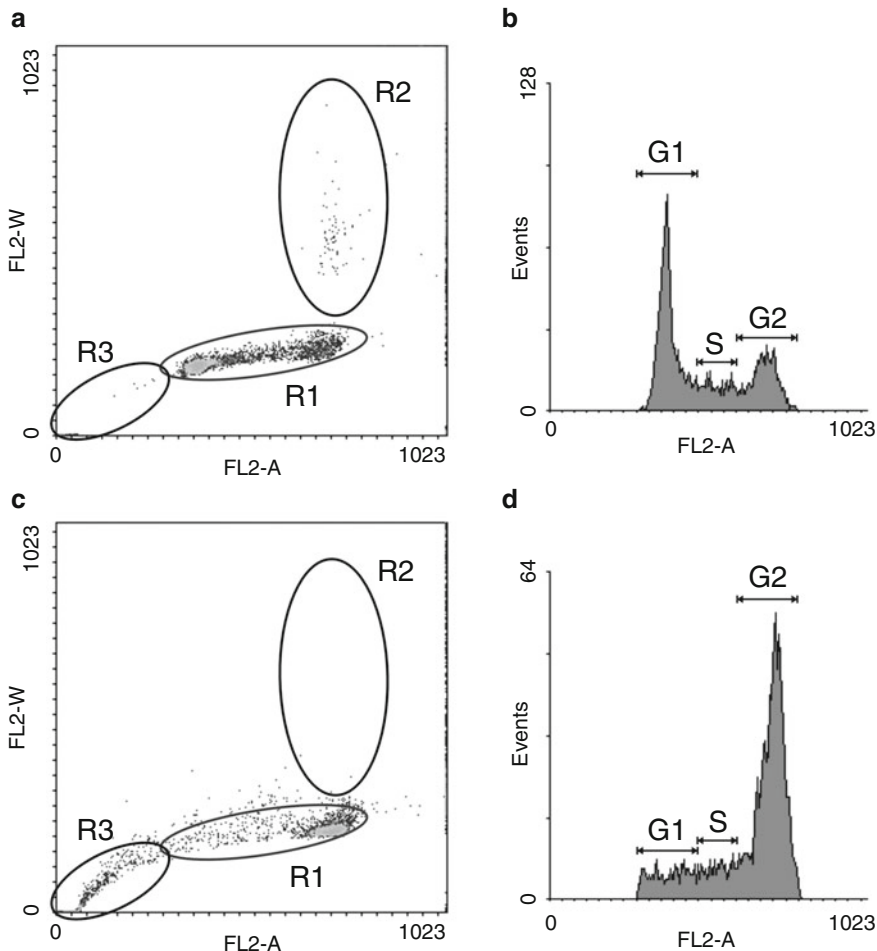 a
1023
FL2-W
0
R2
R3
R1
0
1023
FL2-A
b
128
Events
0
G1
S
G2
0
1023
FL2-A
c
1023
FL2-W
0
R2
R3
R1
0
1023
FL2-A
d
64
Events
0
G1
S
G2
0
1023
FL2-A